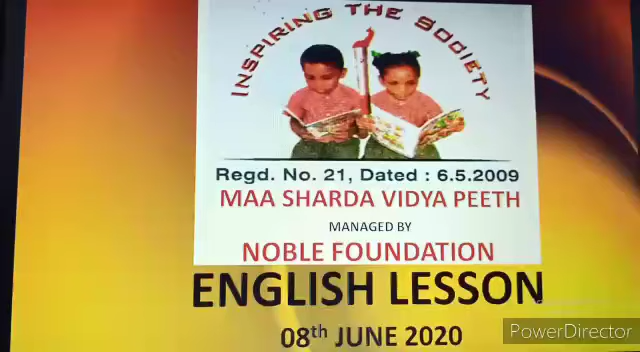 INSPIRING THE SOCIETY
Regd. No. 21, Dated : 6.5.2009
MAA SHARDA VIDYA PEETH
MANAGED BY
NOBLE FOUNDATION
ENGLISH LESSON
08th JUNE 2020
PowerDirector